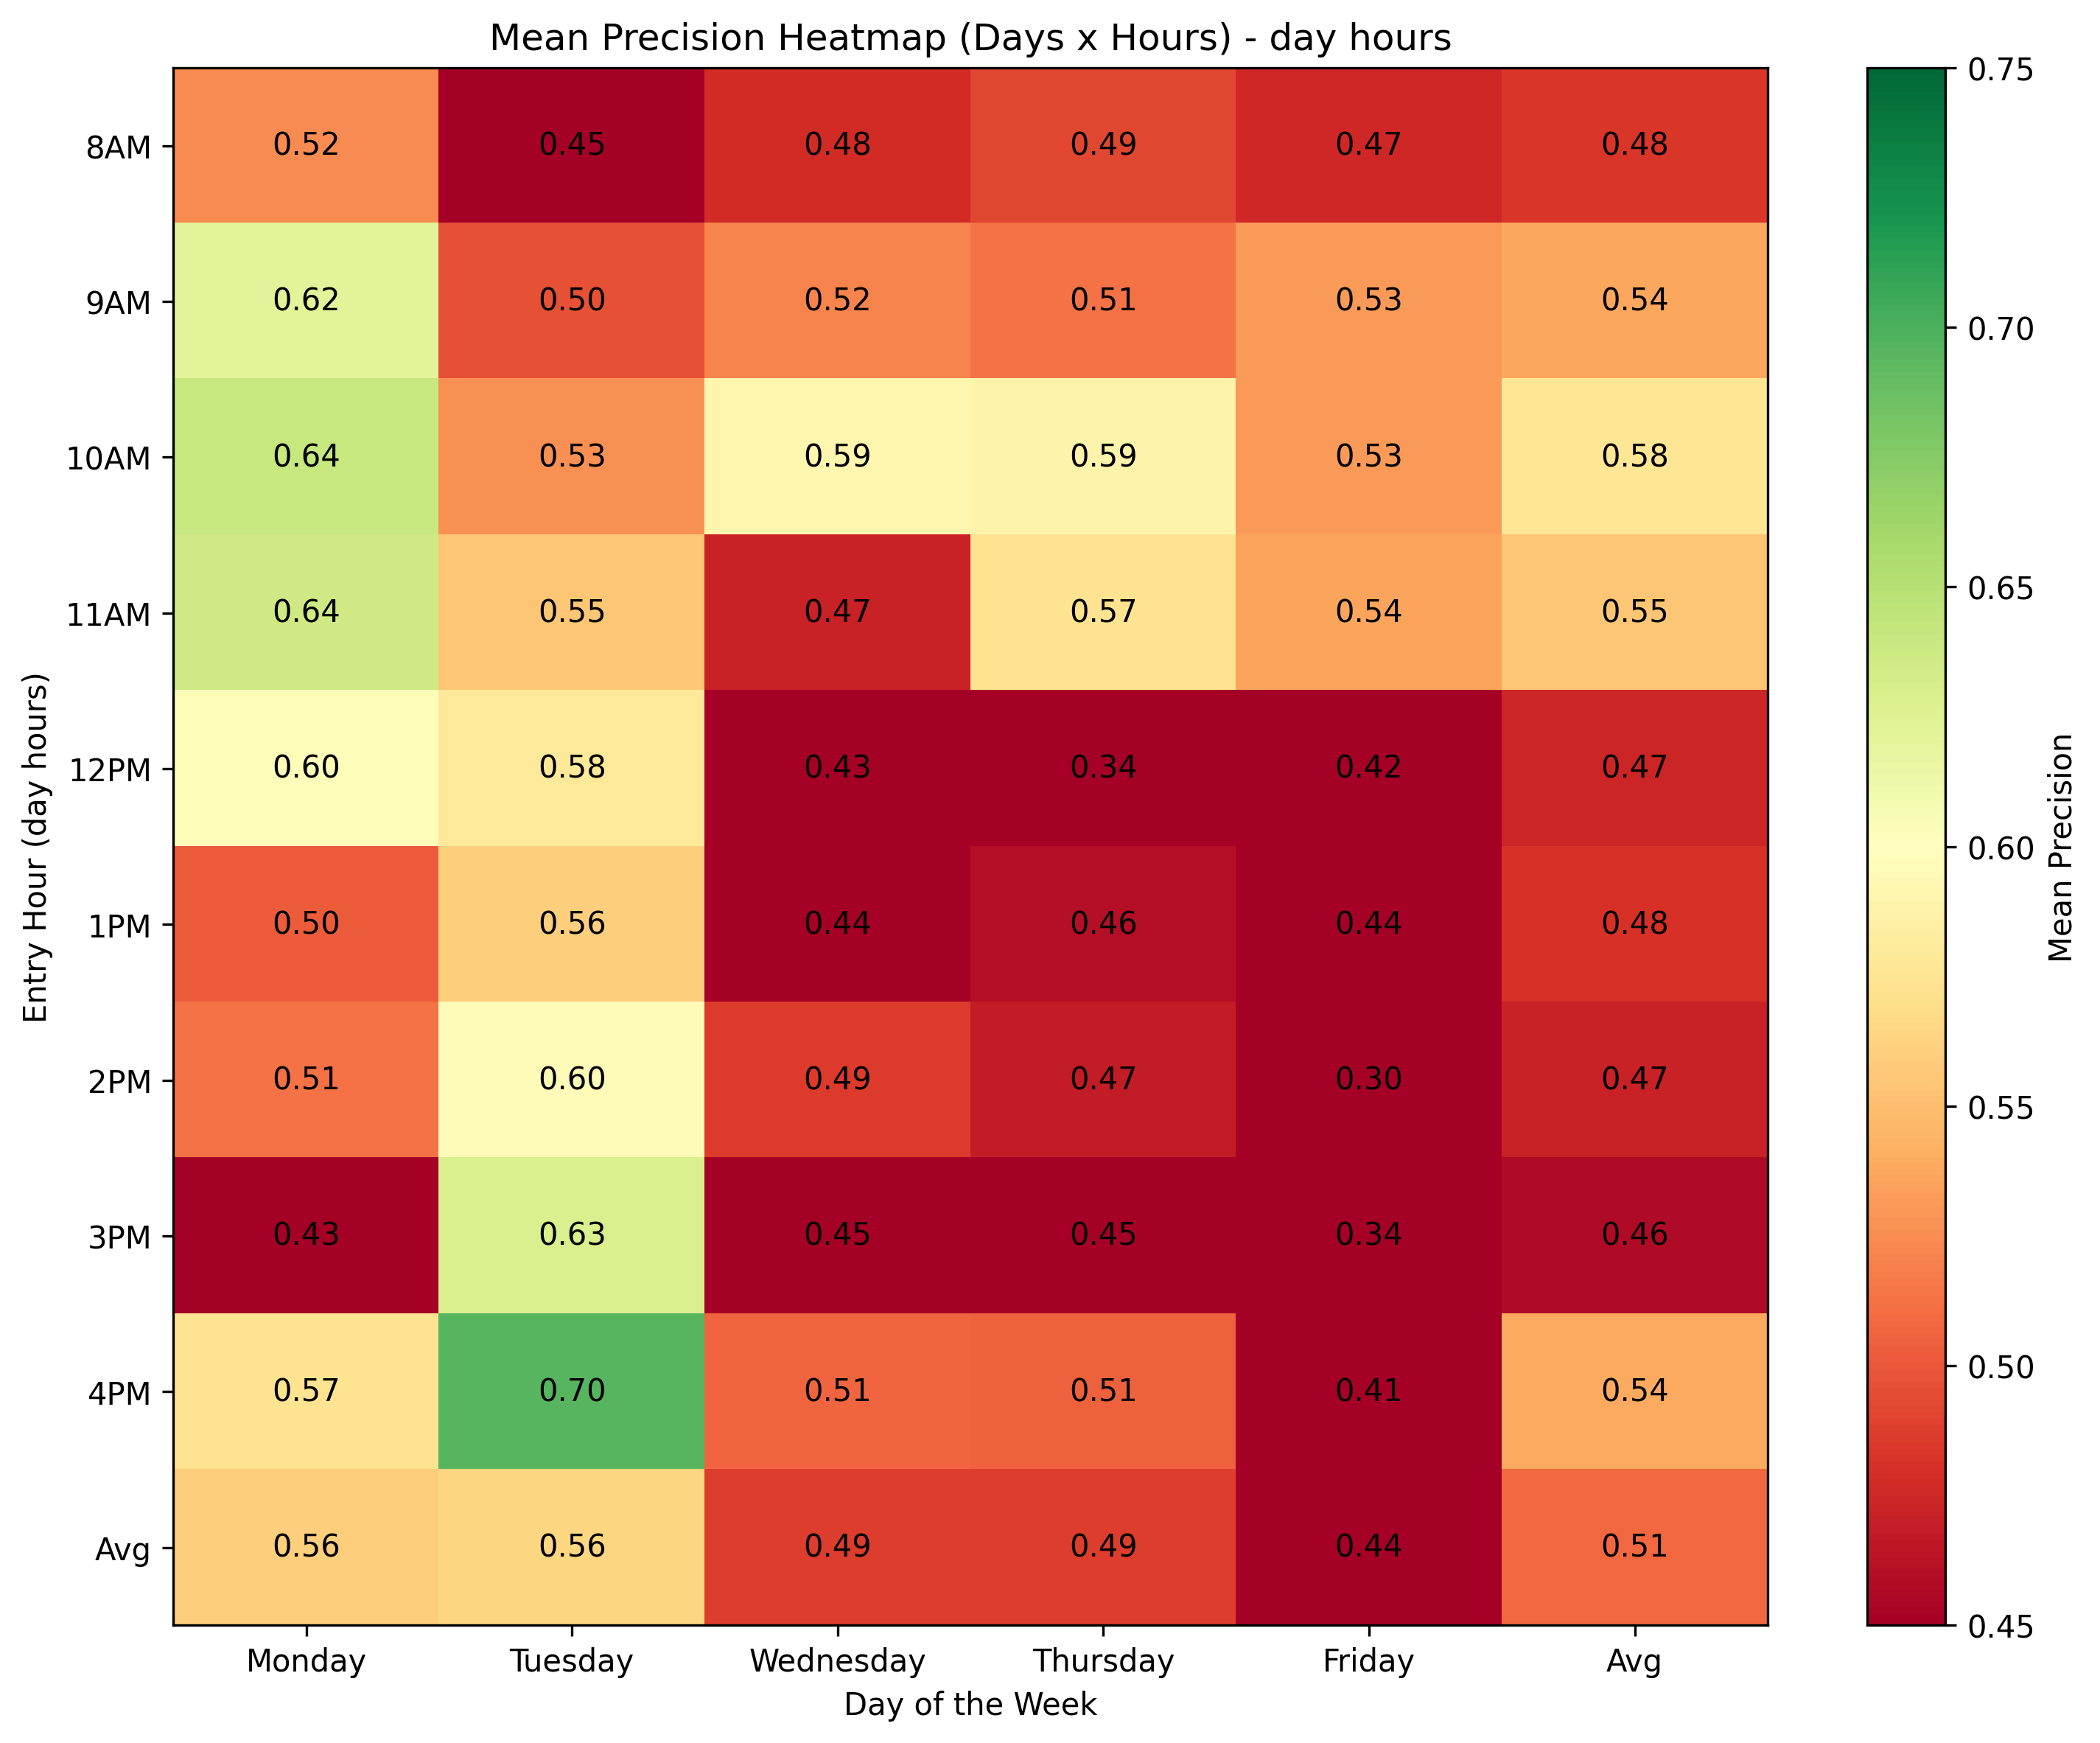 Mean Precision Heatmap (Days x Hours) - day hours
8AM 0.52 0.45 0.48 0.49 0.47 0.48
9AM 0.62 0.50 0.52 0.51 0.53 0.54
10AM 0.64 0.53 0.59 0.59 0.53 0.58
11AM 0.64 0.55 0.47 0.57 0.54 0.55
12PM 0.60 0.58 0.43 0.34 0.42 0.47
1PM 0.50 0.56 0.44 0.46 0.44 0.48
2PM 0.51 0.60 0.49 0.47 0.30 0.47
3PM 0.43 0.63 0.45 0.45 0.34 0.46
4PM 0.57 0.70 0.51 0.51 0.41 0.54
Avg 0.56 0.56 0.49 0.49 0.44 0.51
Monday Tuesday Wednesday Thursday Friday Avg
Day of the Week
Entry Hour (day hours)
0.75
0.70
0.65
0.60
0.55
0.50
0.45
Mean Precision